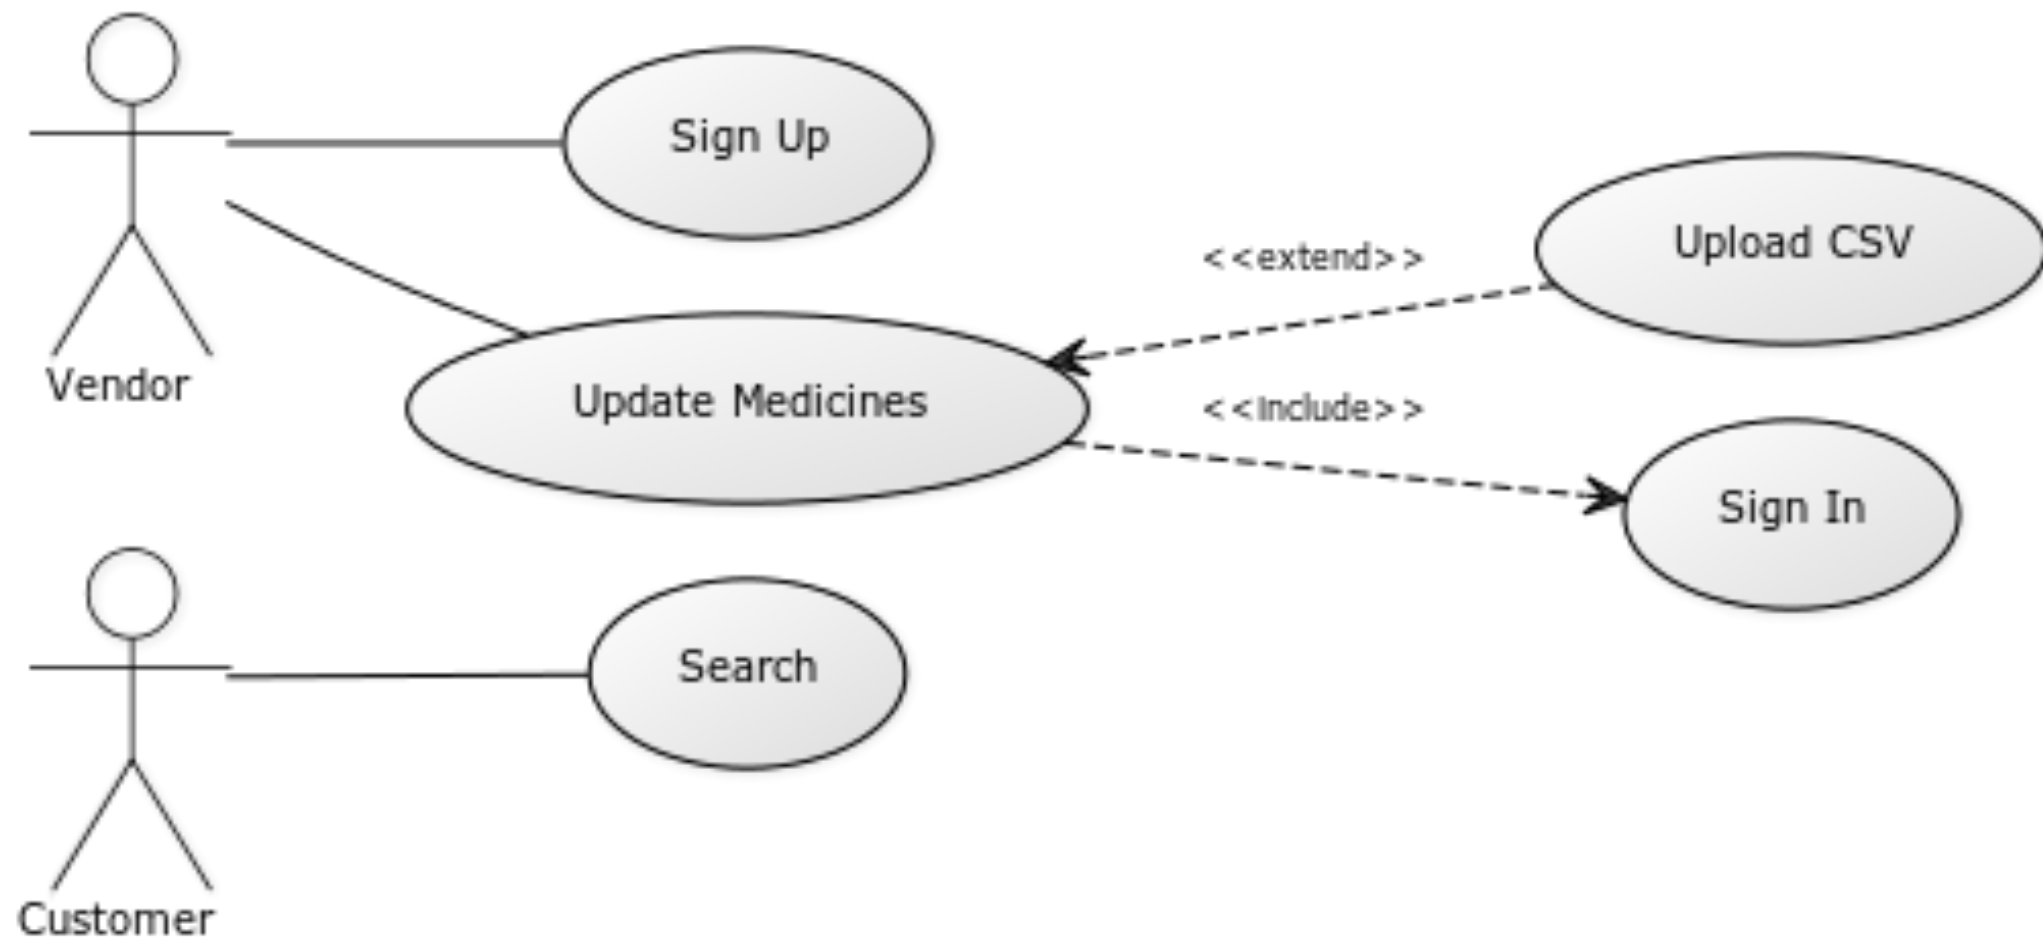 Sign Up
Upload CSV
<<extend>>
Vendor
Update Medicines
<<Include>>
Sign In
Search
Customer